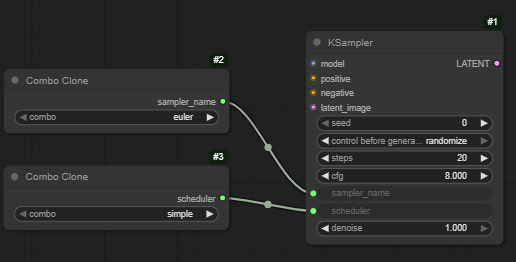 #1
KSampler
model LATENT
positive
negative
latent_image
seed 0
control before genera... randomize
steps 20
cfg 8.000
sampler_name
scheduler
denoise 1.000
#2
Combo Clone
sampler_name
combo euler
#3
Combo Clone
scheduler
combo simple